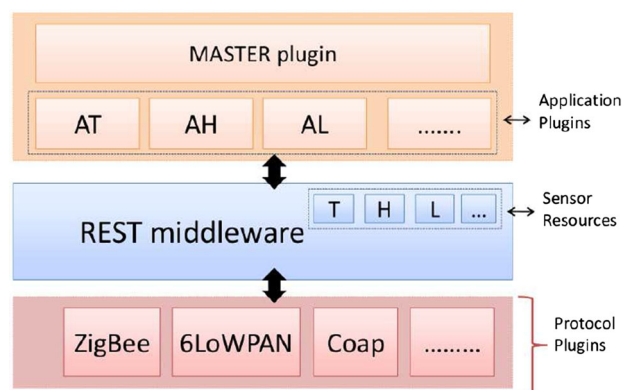 MASTER plugin
AT AH AL .......
Application
Plugins
REST middleware
T H L ...
Sensor
Resources
ZigBee 6LoWPAN Coap .........
Protocol
Plugins